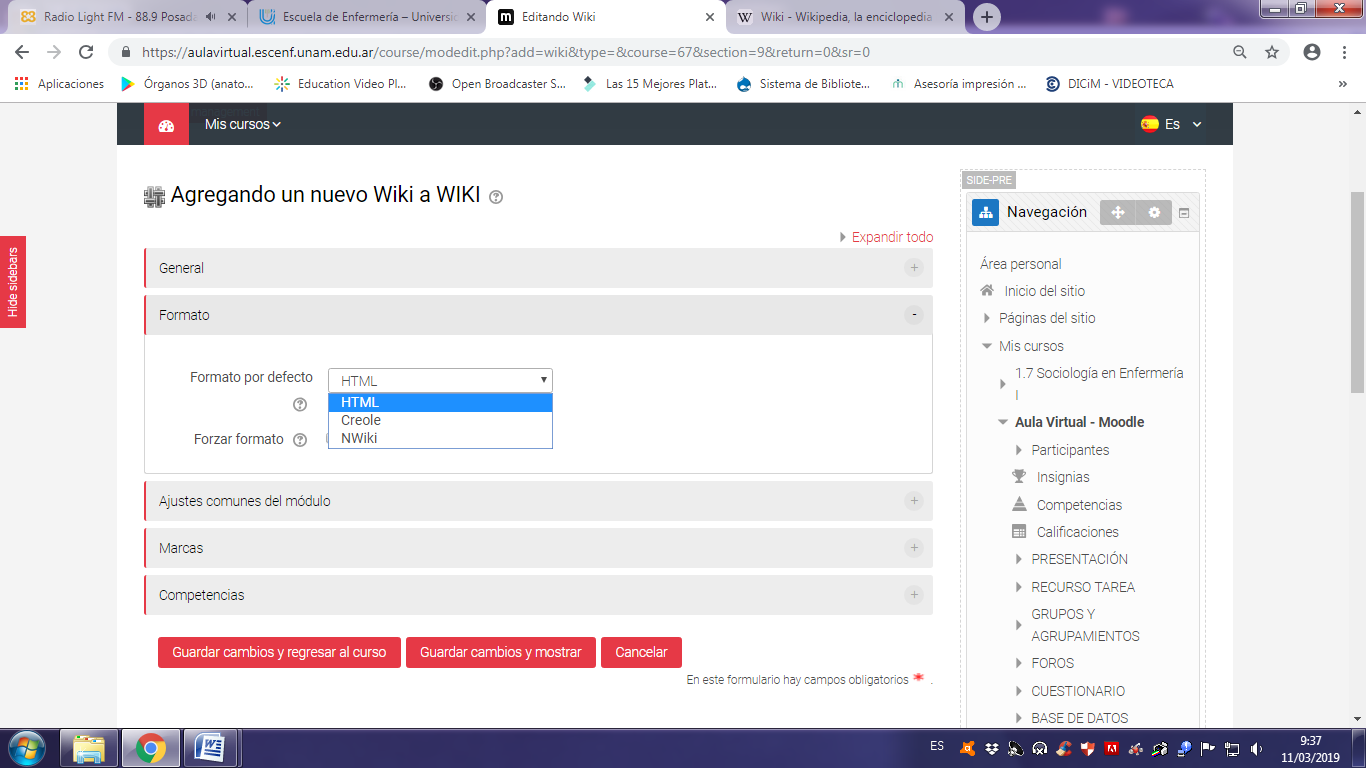 Radio Light FM - 88.9 Posada
Escuela de Enfermería – Universid
Editando Wiki
Wiki - Wikipedia, la enciclopedia
https://aulavirtual.escenf.unam.edu.ar/course/modedit.php?add=wiki&type=&course=67&section=9&return=0&sr=0
Aplicaciones
Órganos 3D (anato...
Education Video Pl...
Open Broadcaster S...
Las 15 Mejores Plat...
Sistema de Bibliote...
Asesoría impresión ...
DICiM - VIDEOTECA
»
Mis cursos
Es
Hide sidebars
Agregando un nuevo Wiki a WIKI
Expandir todo
General
Formato
Formato por defecto
HTML
HTML
Creole
NWiki
Forzar formato
Ajustes comunes del módulo
Marcas
Competencias
Guardar cambios y regresar al curso
Guardar cambios y mostrar
Cancelar
En este formulario hay campos obligatorios * .
SIDE-PRE
Navegación
Área personal
Inicio del sitio
Páginas del sitio
Mis cursos
1.7 Sociología en Enfermería
I
Aula Virtual - Moodle
Participantes
Insignias
Competencias
Calificaciones
PRESENTACIÓN
RECURSO TAREA
GRUPOS Y
AGRUPAMIENTOS
FOROS
CUESTIONARIO
BASE DE DATOS
ES
9:37
11/03/2019